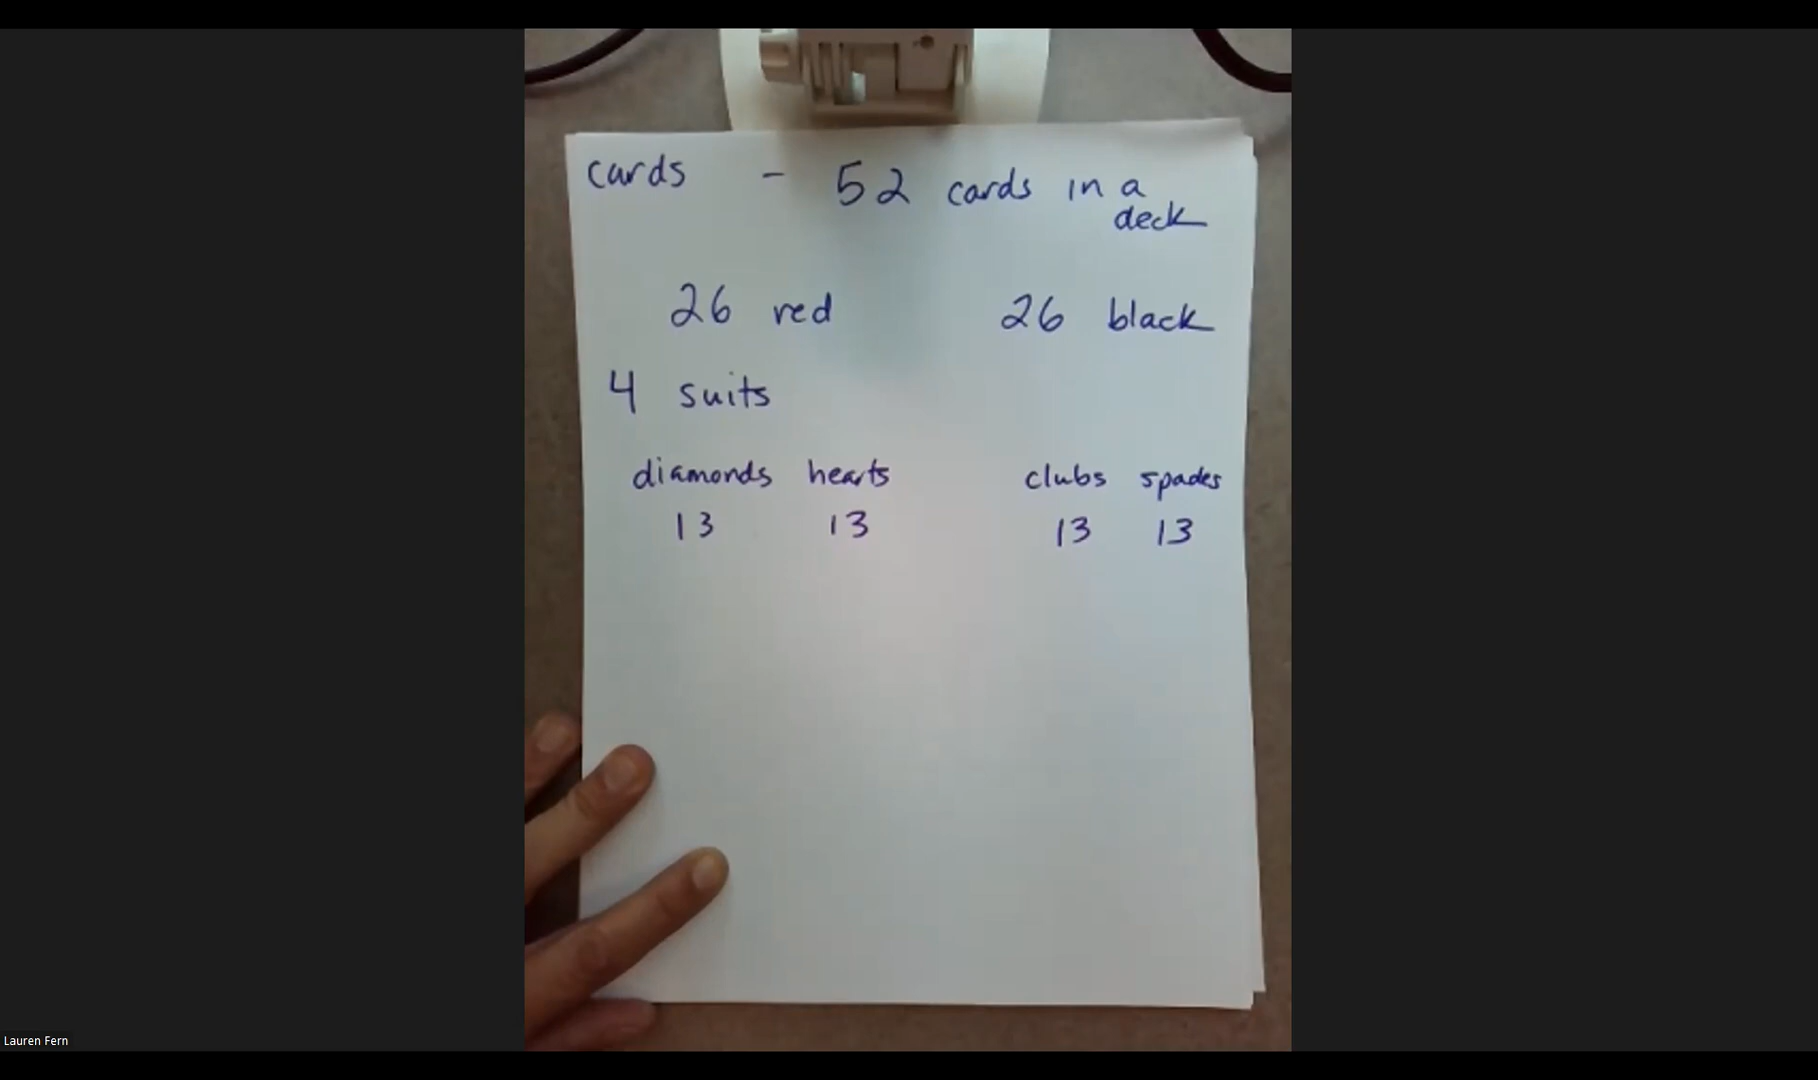 cards - 52 cards in a
deck
26 red 26 black
4 suits
diamonds hearts clubs spades
13 13 13 13
Lauren Fern